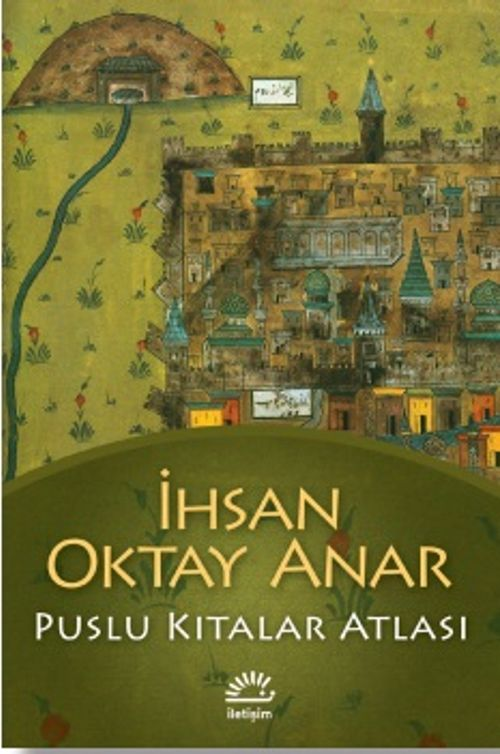 İHSAN
OKTAY ANAR
PUSLU KITALAR ATLASI
iletişim